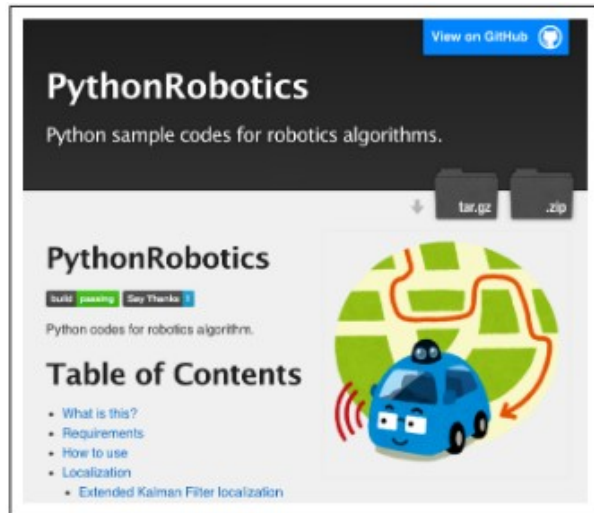 View on GitHub
PythonRobotics
Python sample codes for robotics algorithms.
tar.gz
.zip
PythonRobotics
build passing Say Thanks !
Python codes for robotics algorithm.
Table of Contents
What is this?
Requirements
How to use
Localization
Extended Kalman Filter localization